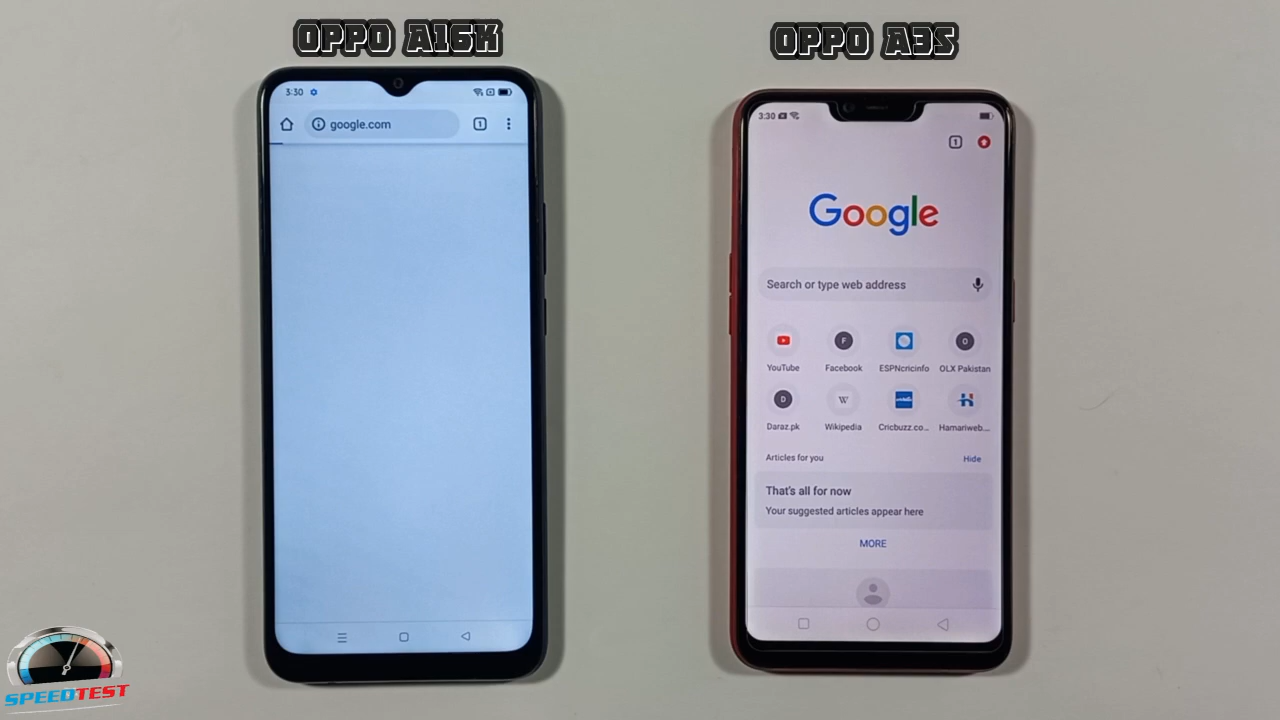 OPPO A16K
OPPO A3S
3:30
google.com
1
3:30
1
Google
Search or type web address
YouTube
F
Facebook
ESPNcricinfo
O
OLX Pakistan
D
Daraz.pk
W
Wikipedia
Cricbuzz.co...
Hamariweb....
Articles for you
Hide
That's all for now
Your suggested articles appear here
MORE
SPEEDTEST